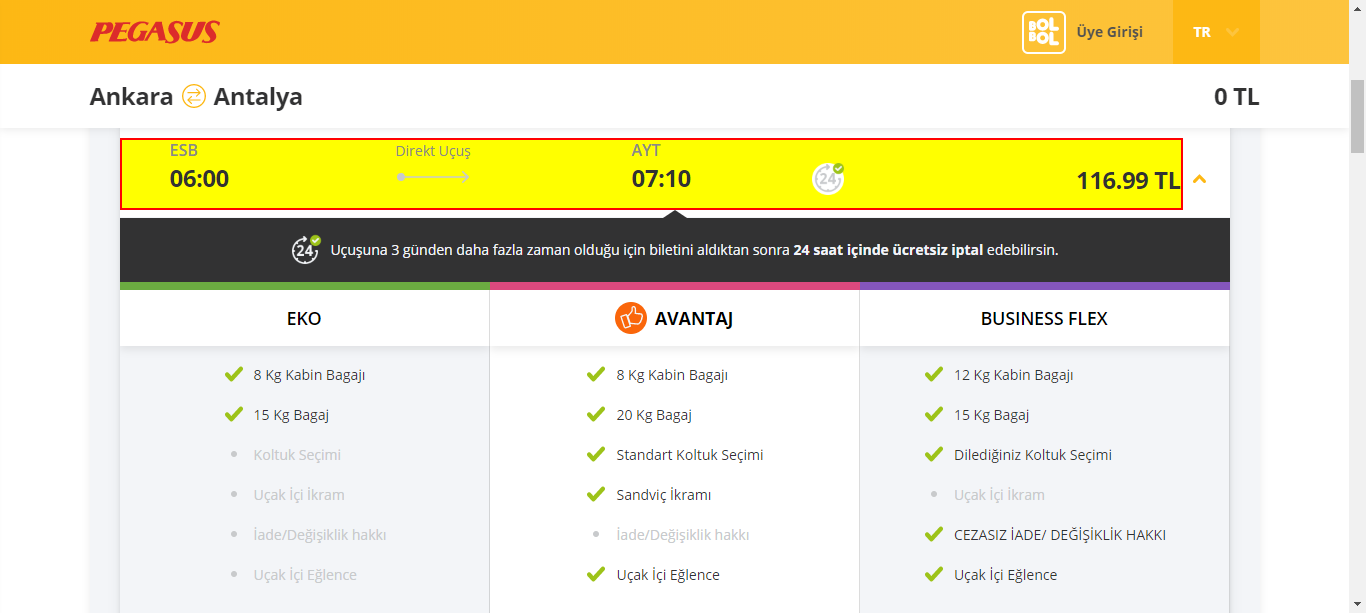 PEGASUS
BOL BOL
Üye Girişi
TR
Ankara Antalya
0 TL
ESB
06:00
Direkt Uçuş
AYT
07:10
24
116.99 TL
24
Uçuşuna 3 günden daha fazla zaman olduğu için biletini aldıktan sonra 24 saat içinde ücretsiz iptal edebilirsin.
EKO
8 Kg Kabin Bagajı
15 Kg Bagaj
Koltuk Seçimi
Uçak İçi İkram
İade/Değişiklik hakkı
Uçak İçi Eğlence
AVANTAJ
8 Kg Kabin Bagajı
20 Kg Bagaj
Standart Koltuk Seçimi
Sandviç İkramı
İade/Değişiklik hakkı
Uçak İçi Eğlence
BUSINESS FLEX
12 Kg Kabin Bagajı
15 Kg Bagaj
Dilediğiniz Koltuk Seçimi
Uçak İçi İkram
CEZASIZ İADE/ DEĞİŞİKLİK HAKKI
Uçak İçi Eğlence